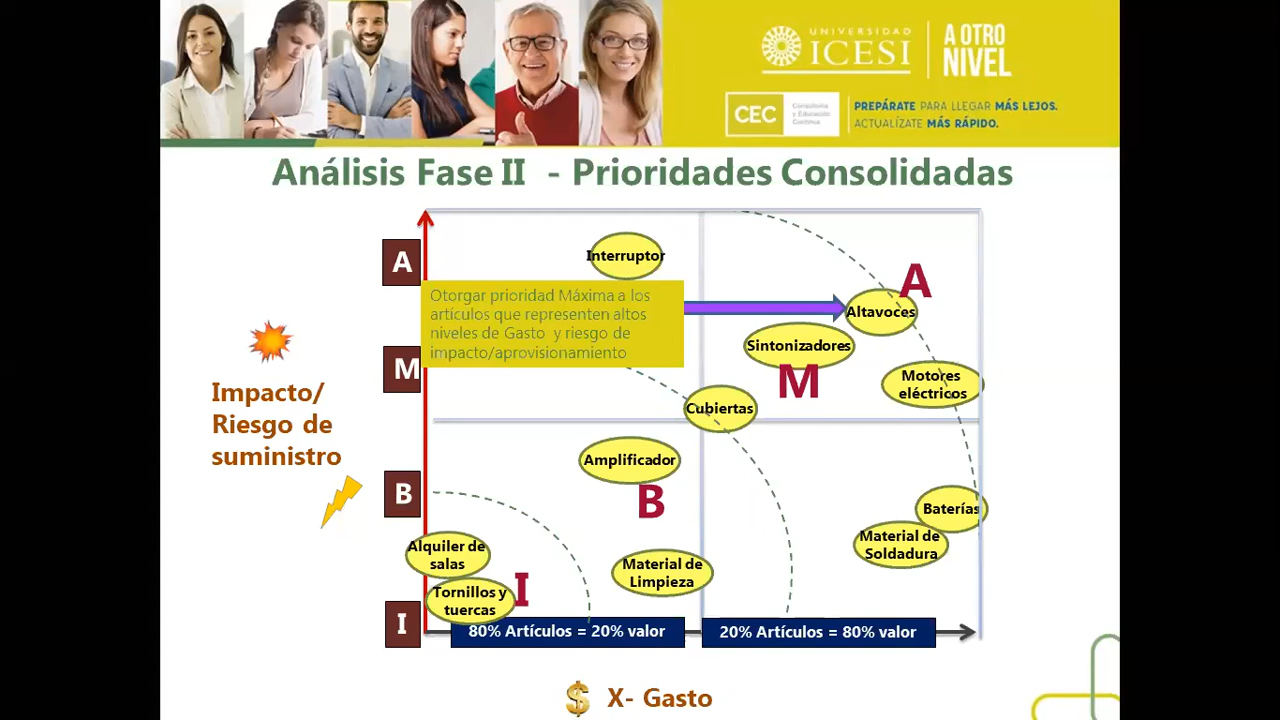 UNIVERSIDAD
ICESI
A OTRO
NIVEL
CEC
Consultoría
y Educación
Continua
PREPÁRATE PARA LLEGAR MÁS LEJOS.
ACTUALÍZATE MÁS RÁPIDO.
Análisis Fase II - Prioridades Consolidadas
A
Interruptor
Otorgar prioridad Máxima a los
artículos que representen altos
niveles de Gasto y riesgo de
impacto/aprovisionamiento
A
Altavoces
Sintonizadores
M
M
Motores
eléctricos
Impacto/
Riesgo de
suministro
Cubiertas
Amplificador
B
B
Baterías
Material de
Soldadura
Alquiler de
salas
Material de
Limpieza
Tornillos y
tuercas
I
I
80% Artículos = 20% valor
20% Artículos = 80% valor
$ X- Gasto